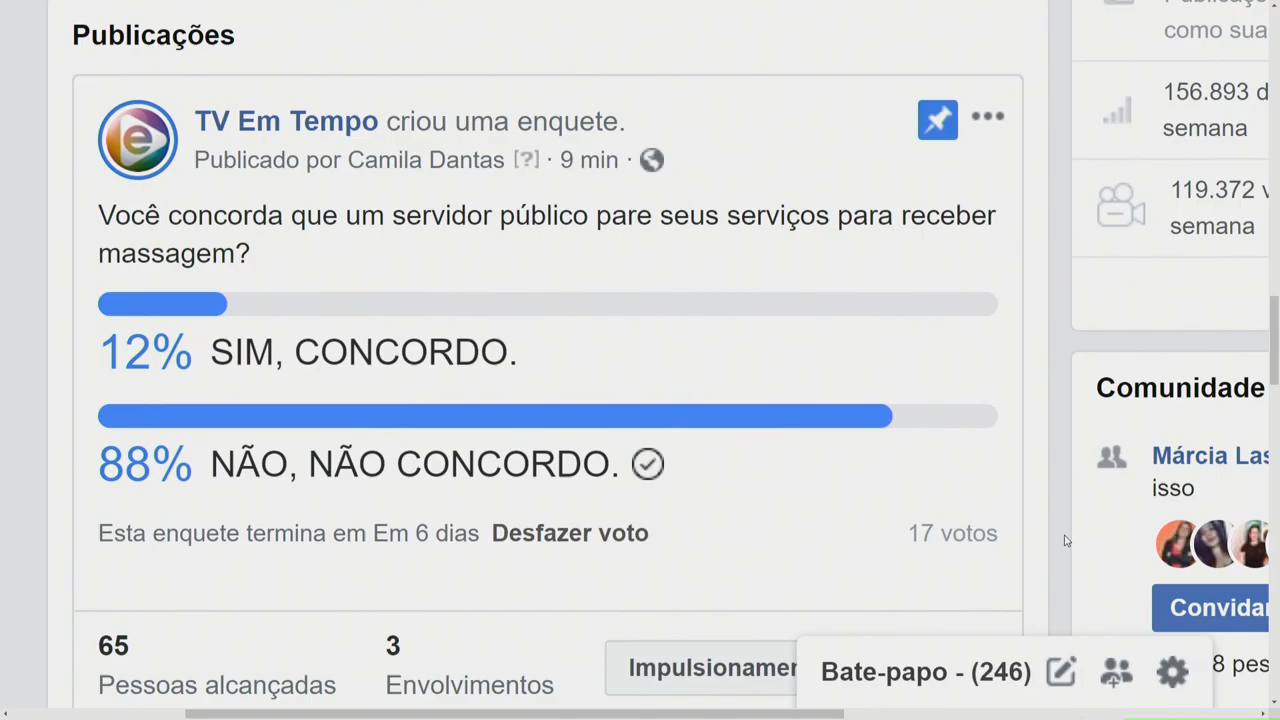 Publicações
TV Em Tempo criou uma enquete.
Publicado por Camila Dantas [?] · 9 min ·
Você concorda que um servidor público pare seus serviços para receber
massagem?
12% SIM, CONCORDO.
88% NÃO, NÃO CONCORDO.
Esta enquete termina em Em 6 dias Desfazer voto 17 votos
65
Pessoas alcançadas
3
Envolvimentos
como sua
156.893 d
semana
119.372 v
semana
Comunidade
Márcia Las
isso
Convida
8 pes
Bate-papo - (246)